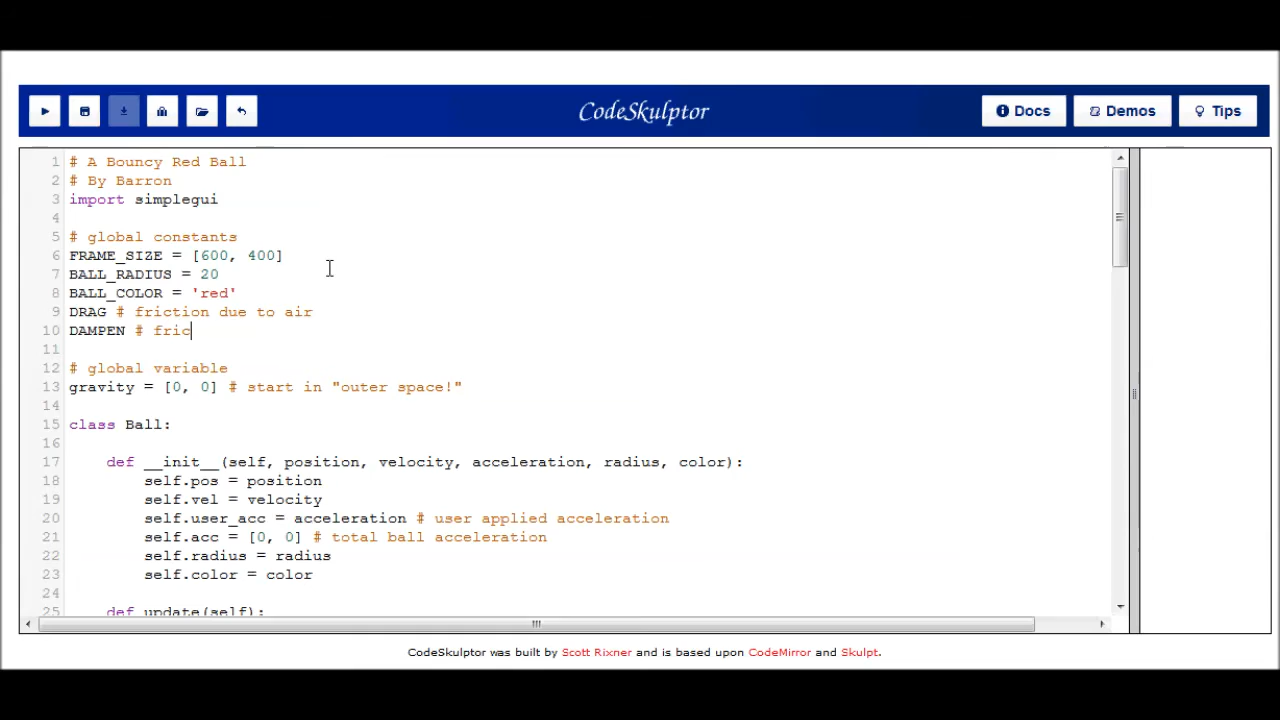 CodeSkulptor
Docs
Demos
Tips
1 # A Bouncy Red Ball
2 # By Barron
3 import simplegui
4
5 # global constants
6 FRAME_SIZE = [600, 400]
7 BALL_RADIUS = 20
8 BALL_COLOR = 'red'
9 DRAG # friction due to air
10 DAMPEN # fric
11
12 # global variable
13 gravity = [0, 0] # start in "outer space!"
14
15 class Ball:
16
17 def __init__(self, position, velocity, acceleration, radius, color):
18 self.pos = position
19 self.vel = velocity
20 self.user_acc = acceleration # user applied acceleration
21 self.acc = [0, 0] # total ball acceleration
22 self.radius = radius
23 self.color = color
24
25 def update(self):
CodeSkulptor was built by Scott Rixner and is based upon CodeMirror and Skulpt.